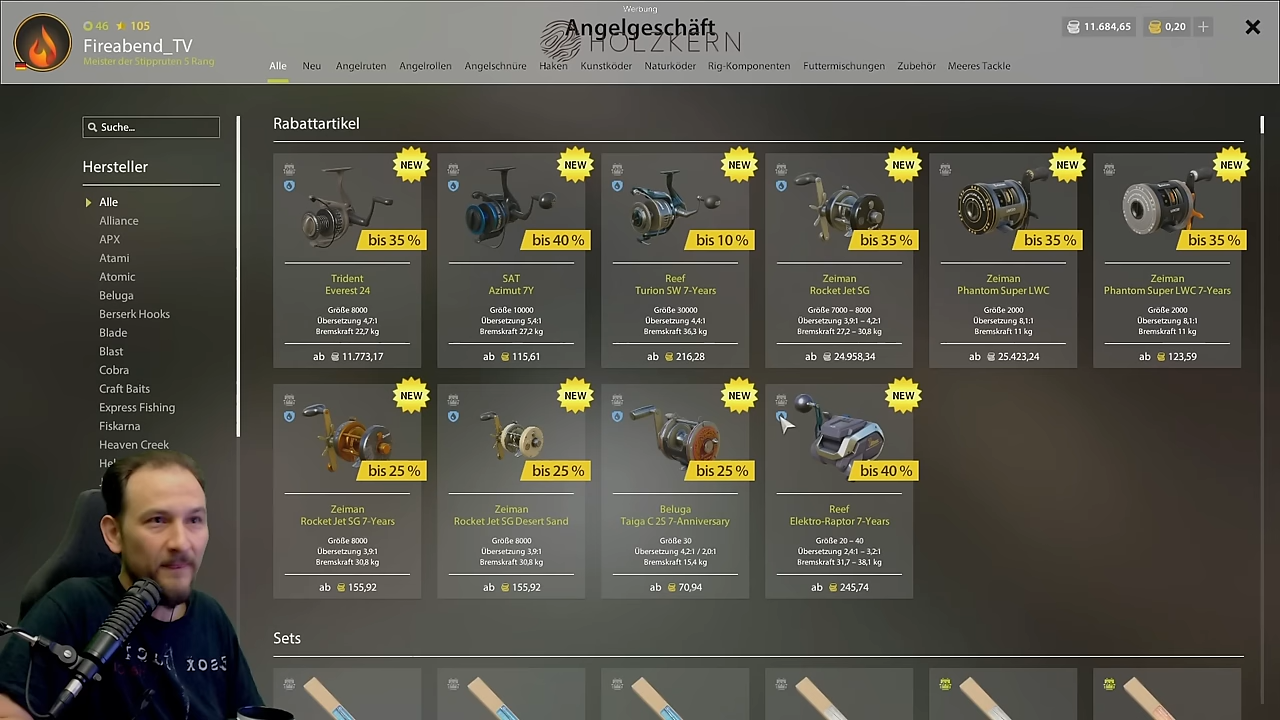 Werbung
Angelgeschäft
HOLZKERN
46 105
Fireabend_TV
Meister der Stippruten 5 Rang
11.684,65
0,20 +
Alle Neu Angelruten Angelrollen Angelschnüre Haken Kunstköder Naturköder Rig-Komponenten Futtermischungen Zubehör Meeres Tackle
Suche...
Hersteller
Alle
Alliance
APX
Atami
Atomic
Beluga
Berserk Hooks
Blade
Blast
Cobra
Craft Baits
Express Fishing
Fiskarna
Heaven Creek
Rabattartikel
NEW
bis 35 %
Trident
Everest 24
Größe 8000
Übersetzung 4,7:1
Bremskraft 22,7 kg
ab 11.773,17
NEW
bis 40 %
SAT
Azimut 7Y
Größe 10000
Übersetzung 5,4:1
Bremskraft 27,2 kg
ab 115,61
NEW
bis 10 %
Reef
Turion SW 7-Years
Größe 30000
Übersetzung 4,4:1
Bremskraft 36,3 kg
ab 216,28
NEW
bis 35 %
Zeiman
Rocket Jet SG
Größe 7000 – 8000
Übersetzung 3,9:1 – 4,2:1
Bremskraft 27,2 – 30,8 kg
ab 24.958,34
NEW
bis 35 %
Zeiman
Phantom Super LWC
Größe 2000
Übersetzung 8,1:1
Bremskraft 11 kg
ab 25.423,24
NEW
bis 35 %
Zeiman
Phantom Super LWC 7-Years
Größe 2000
Übersetzung 8,1:1
Bremskraft 11 kg
ab 123,59
NEW
bis 25 %
Zeiman
Rocket Jet SG 7-Years
Größe 8000
Übersetzung 3,9:1
Bremskraft 30,8 kg
ab 155,92
NEW
bis 25 %
Zeiman
Rocket Jet SG Desert Sand
Größe 8000
Übersetzung 3,9:1
Bremskraft 30,8 kg
ab 155,92
NEW
bis 25 %
Beluga
Taiga C 2S 7-Anniversary
Größe 30
Übersetzung 4,2:1 / 2,0:1
Bremskraft 15,4 kg
ab 70,94
NEW
bis 40 %
Reef
Elektro-Raptor 7-Years
Größe 20 – 40
Übersetzung 2,4:1 – 3,2:1
Bremskraft 31,7 – 38,1 kg
ab 245,74
Sets